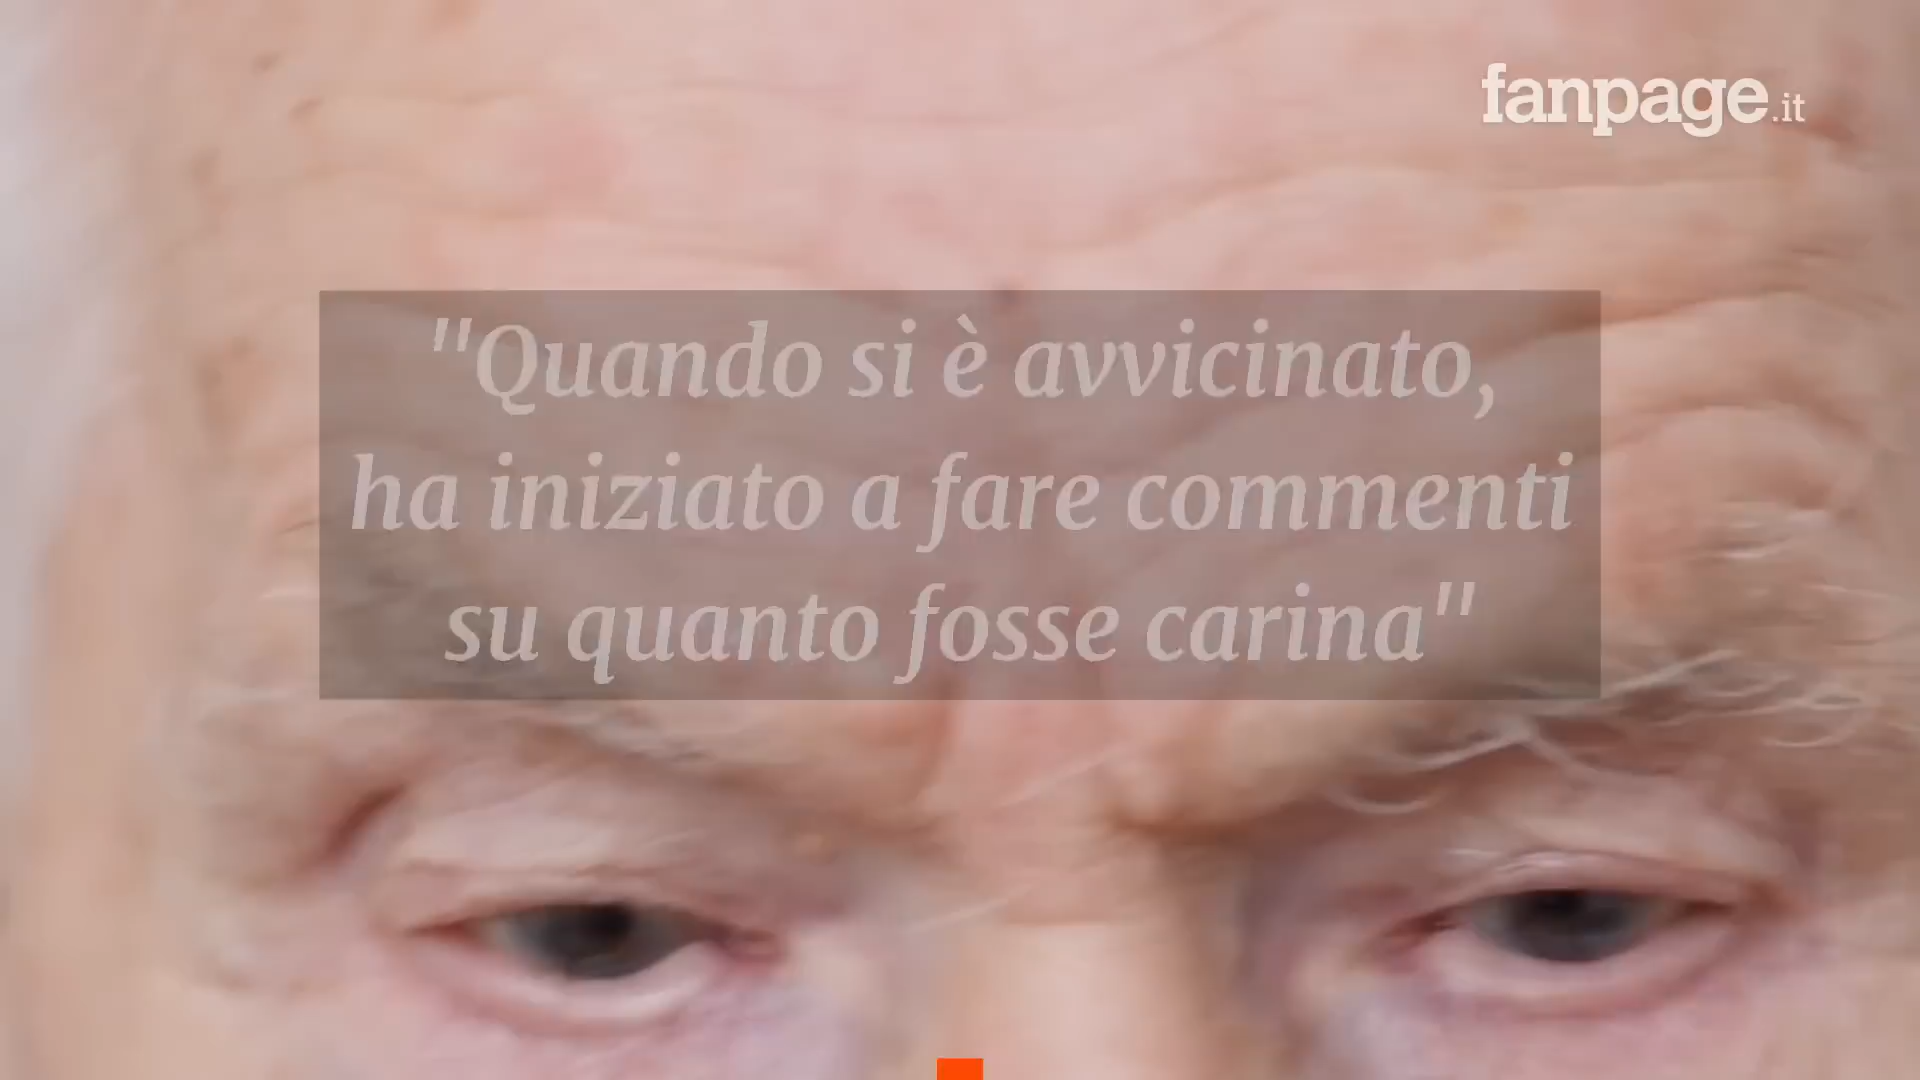 fanpage.it
"Quando si è avvicinato,
ha iniziato a fare commenti
su quanto fosse carina"